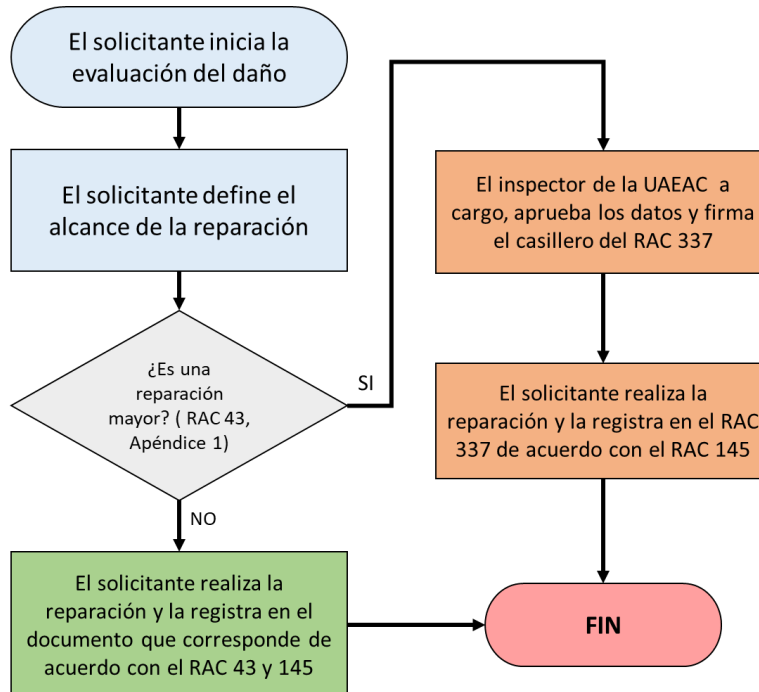 El solicitante inicia la
evaluación del daño
El solicitante define el
alcance de la reparación
¿Es una
reparación
mayor? ( RAC 43,
Apéndice 1)
SI
NO
El solicitante realiza la
reparación y la registra en el
documento que corresponde de
acuerdo con el RAC 43 y 145
El inspector de la UAEAC a
cargo, aprueba los datos y firma
el casillero del RAC 337
El solicitante realiza la
reparación y la registra en el RAC
337 de acuerdo con el RAC 145
FIN